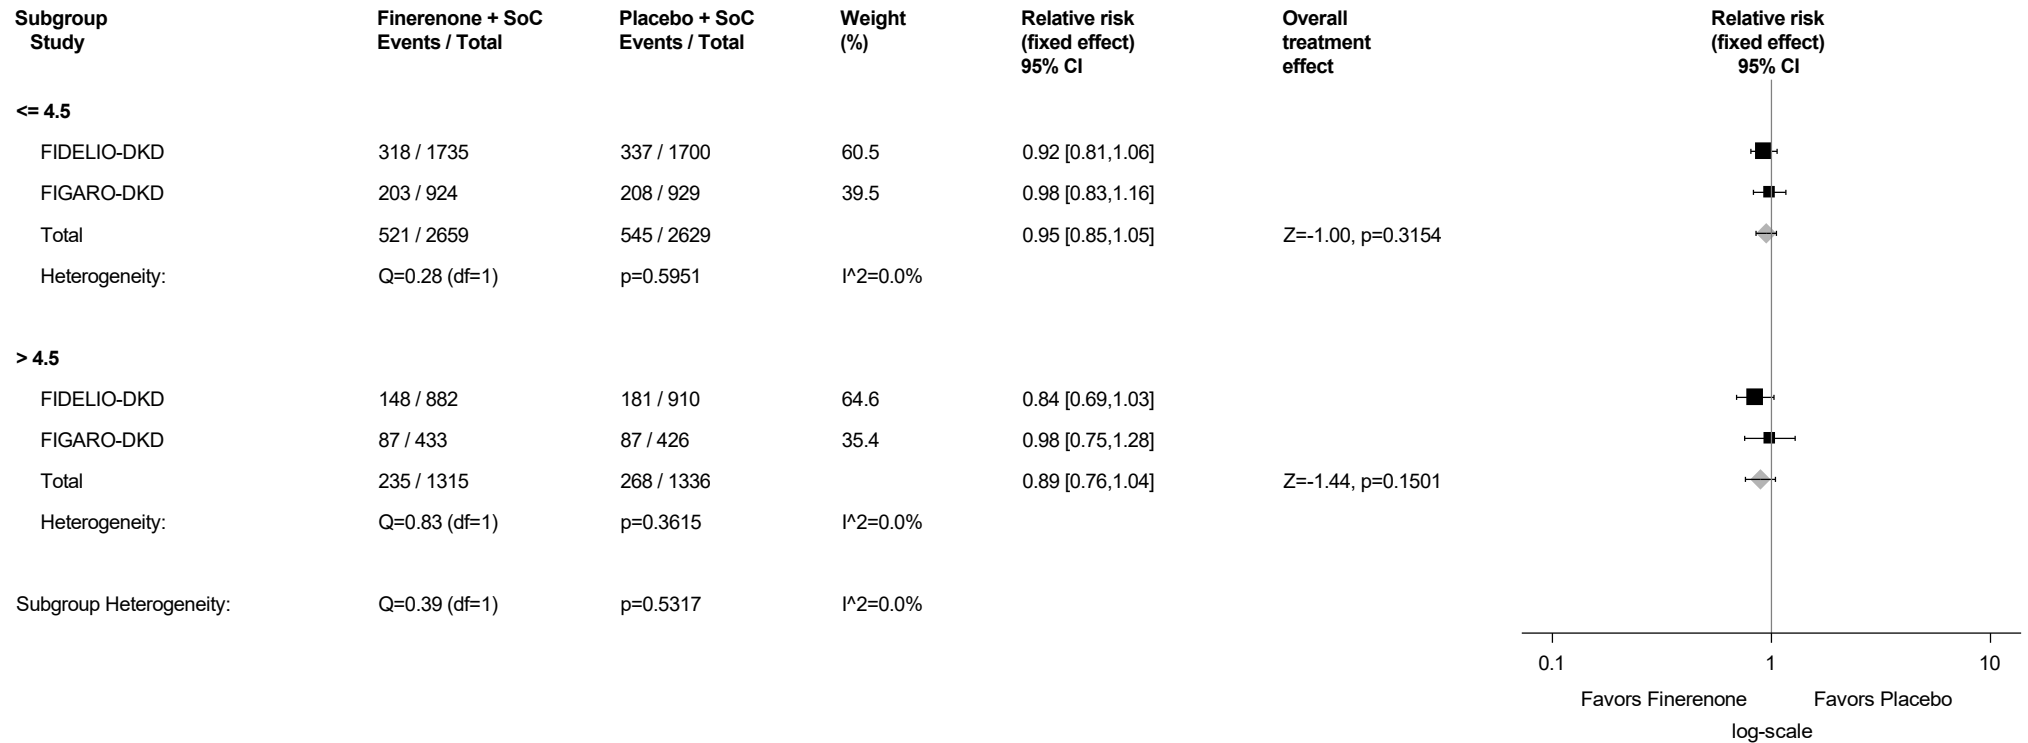 Subgroup Finerenone + SoC Placebo + SoC Weight Relative risk Overall Relative risk
Study Events / Total Events / Total (%) (fixed effect) treatment (fixed effect)
95% CI effect 95% CI
<= 4.5
FIDELIO-DKD 318 / 1735 337 / 1700 60.5 0.92 [0.81,1.06]
FIGARO-DKD 203 / 924 208 / 929 39.5 0.98 [0.83,1.16]
Total 521 / 2659 545 / 2629 0.95 [0.85,1.05] Z=-1.00, p=0.3154
Heterogeneity: Q=0.28 (df=1) p=0.5951 I^2=0.0%
> 4.5
FIDELIO-DKD 148 / 882 181 / 910 64.6 0.84 [0.69,1.03]
FIGARO-DKD 87 / 433 87 / 426 35.4 0.98 [0.75,1.28]
Total 235 / 1315 268 / 1336 0.89 [0.76,1.04] Z=-1.44, p=0.1501
Heterogeneity: Q=0.83 (df=1) p=0.3615 I^2=0.0%
Subgroup Heterogeneity: Q=0.39 (df=1) p=0.5317 I^2=0.0%
0.1 1 10
Favors Finerenone Favors Placebo
log-scale